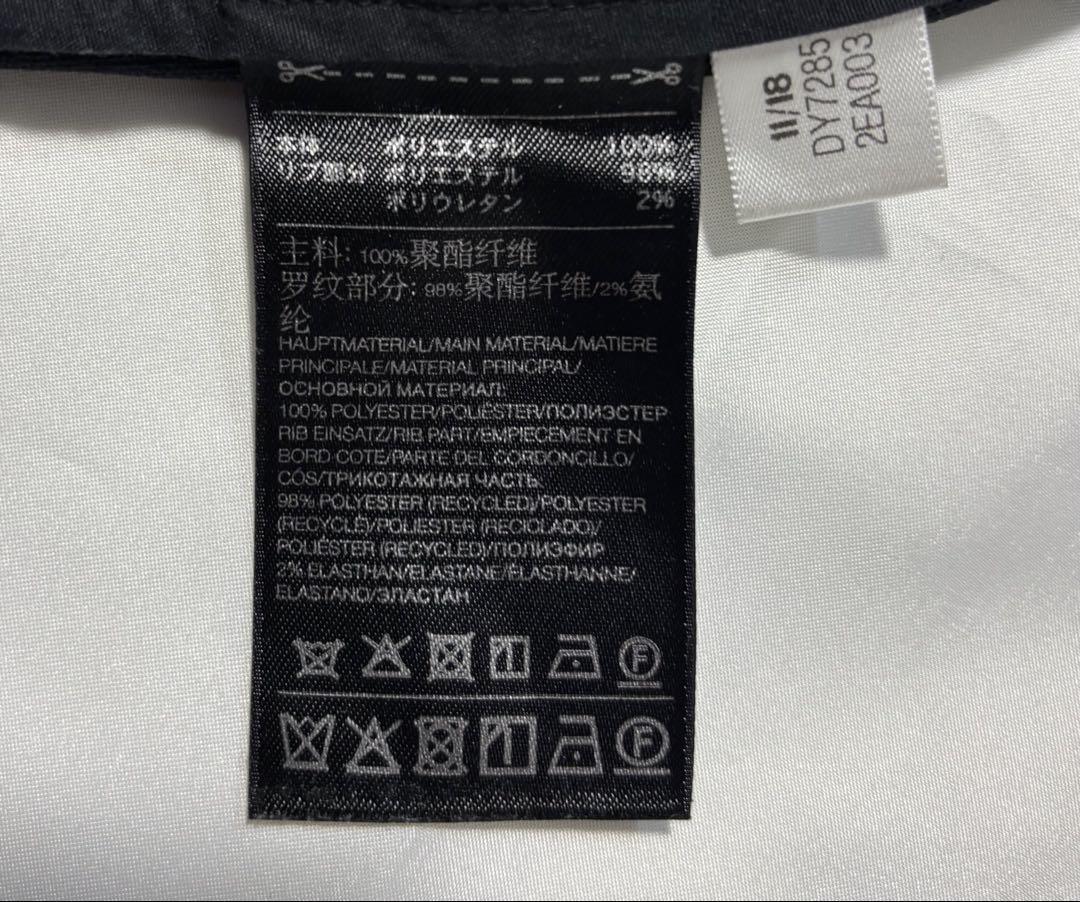 本体 ポリエステル 100%
リブ部分 ポリエステル 98%
ポリウレタン 2%
主料: 100%聚酯纤维
罗纹部分: 98%聚酯纤维/2%氨
纶
HAUPTMATERIAL/MAIN MATERIAL/MATIERE
PRINCIPALE/MATERIAL PRINCIPAL/
ОСНОВНОЙ МАТЕРИАЛ:
100% POLYESTER/POLIÉSTER/ПОЛИЭСТЕР
RIB EINSATZ/RIB PART/EMPIECEMENT EN
BORD COTE/PARTE DEL CORDONCILLO/
CÓS/ТРИКОТАЖНАЯ ЧАСТЬ:
98% POLYESTER (RECYCLED)/POLYESTER
(RECYCLÉ)/POLIESTER (RECICLADO)/
POLIÉSTER (RECYCLED)/ПОЛИЭФИР
2% ELASTHAN/ELASTANE/ELASTHANNE/
ELASTANO/ЭЛАСТАН
F
F
11/18
DY7285
2EA003